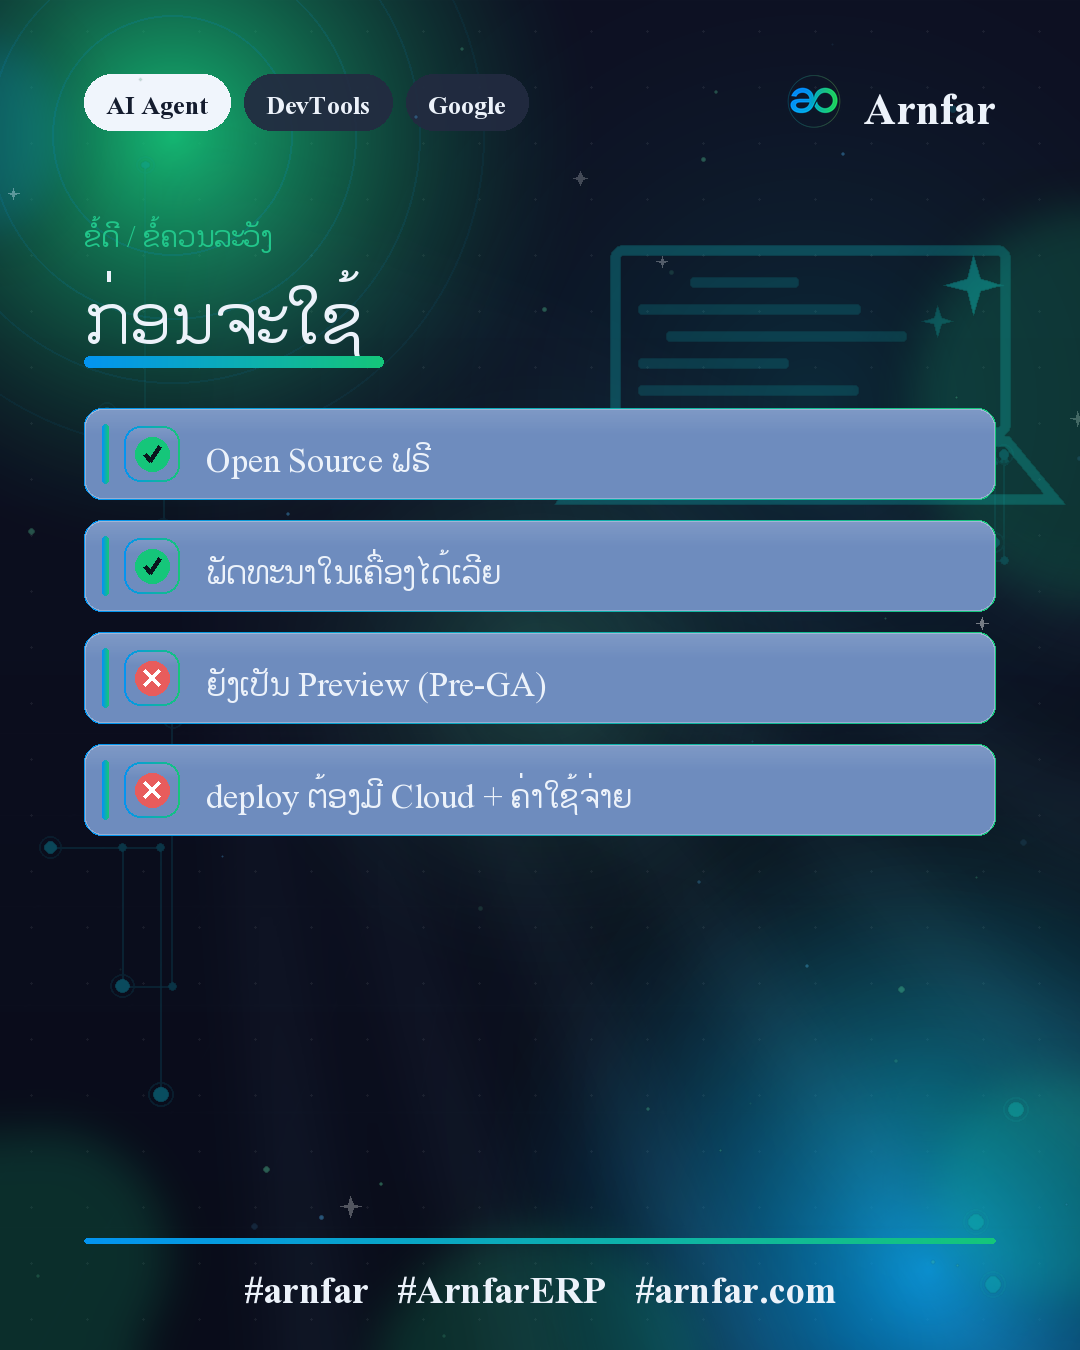 AI Agent DevTools Google
Arnfar
ຂໍ້ດີ / ຂໍ້ຄວນລະວັງ
ກ່ອນຈະໃຊ້
Open Source ຟຣີ
ພັດທະນາໃນເຄື່ອງໄດ້ເລີຍ
ຍັງເປັນ Preview (Pre-GA)
deploy ຕ້ອງມີ Cloud + ຄ່າໃຊ້ຈ່າຍ
#arnfar #ArnfarERP #arnfar.com